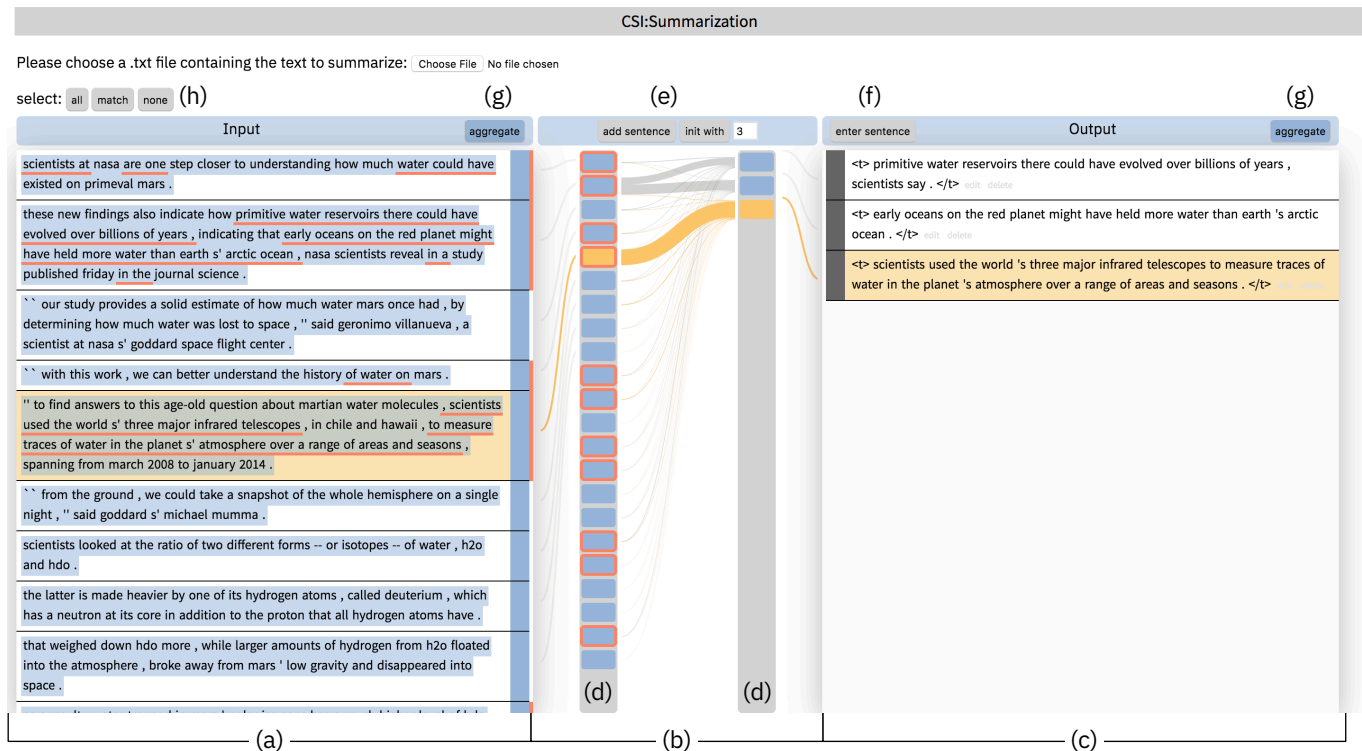 CSI:Summarization
Please choose a .txt file containing the text to summarize: Choose File No file chosen
select: all match none (h) (g) (e) (f) (g)
Input aggregate add sentence init with 3 enter sentence Output aggregate
scientists at nasa are one step closer to understanding how much water could have
existed on primeval mars .
these new findings also indicate how primitive water reservoirs there could have
evolved over billions of years , indicating that early oceans on the red planet might
have held more water than earth s' arctic ocean , nasa scientists reveal in a study
published friday in the journal science .
`` our study provides a solid estimate of how much water mars once had , by
determining how much water was lost to space , '' said geronimo villanueva , a
scientist at nasa s' goddard space flight center .
`` with this work , we can better understand the history of water on mars .
'' to find answers to this age-old question about martian water molecules , scientists
used the world s' three major infrared telescopes , in chile and hawaii , to measure
traces of water in the planet s' atmosphere over a range of areas and seasons ,
spanning from march 2008 to january 2014 .
`` from the ground , we could take a snapshot of the whole hemisphere on a single
night , '' said goddard s' michael mumma .
scientists looked at the ratio of two different forms -- or isotopes -- of water , h2o
and hdo .
the latter is made heavier by one of its hydrogen atoms , called deuterium , which
has a neutron at its core in addition to the proton that all hydrogen atoms have .
that weighed down hdo more , while larger amounts of hydrogen from h2o floated
into the atmosphere , broke away from mars ' low gravity and disappeared into
space .
(d) (d)
<t> primitive water reservoirs there could have evolved over billions of years ,
scientists say . </t> edit delete
<t> early oceans on the red planet might have held more water than earth 's arctic
ocean . </t> edit delete
<t> scientists used the world 's three major infrared telescopes to measure traces of
water in the planet 's atmosphere over a range of areas and seasons . </t>
(a) (b) (c)